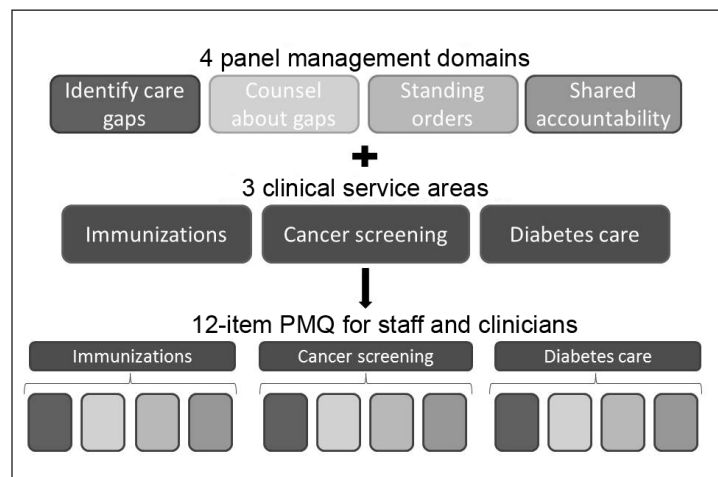 4 panel management domains
Identify care gaps
Counsel about gaps
Standing orders
Shared accountability
3 clinical service areas
Immunizations
Cancer screening
Diabetes care
12-item PMQ for staff and clinicians
Immunizations
Cancer screening
Diabetes care